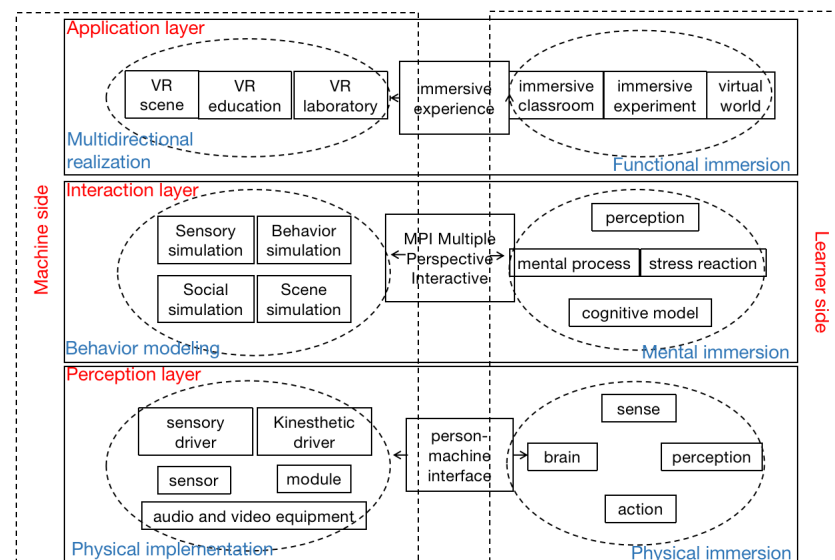 Application layer
VR
scene
VR
education
VR
laboratory
immersive
experience
immersive
classroom
immersive
experiment
virtual
world
Multidirectional
realization
Functional immersion
Machine side
Interaction layer
Sensory
simulation
Behavior
simulation
Social
simulation
Scene
simulation
MPI Multiple
Perspective
Interactive
perception
mental process
stress reaction
cognitive model
Behavior modeling
Mental immersion
Learner side
Perception layer
sensory
driver
Kinesthetic
driver
sensor
module
audio and video equipment
person-
machine
interface
sense
brain
perception
action
Physical implementation
Physical immersion